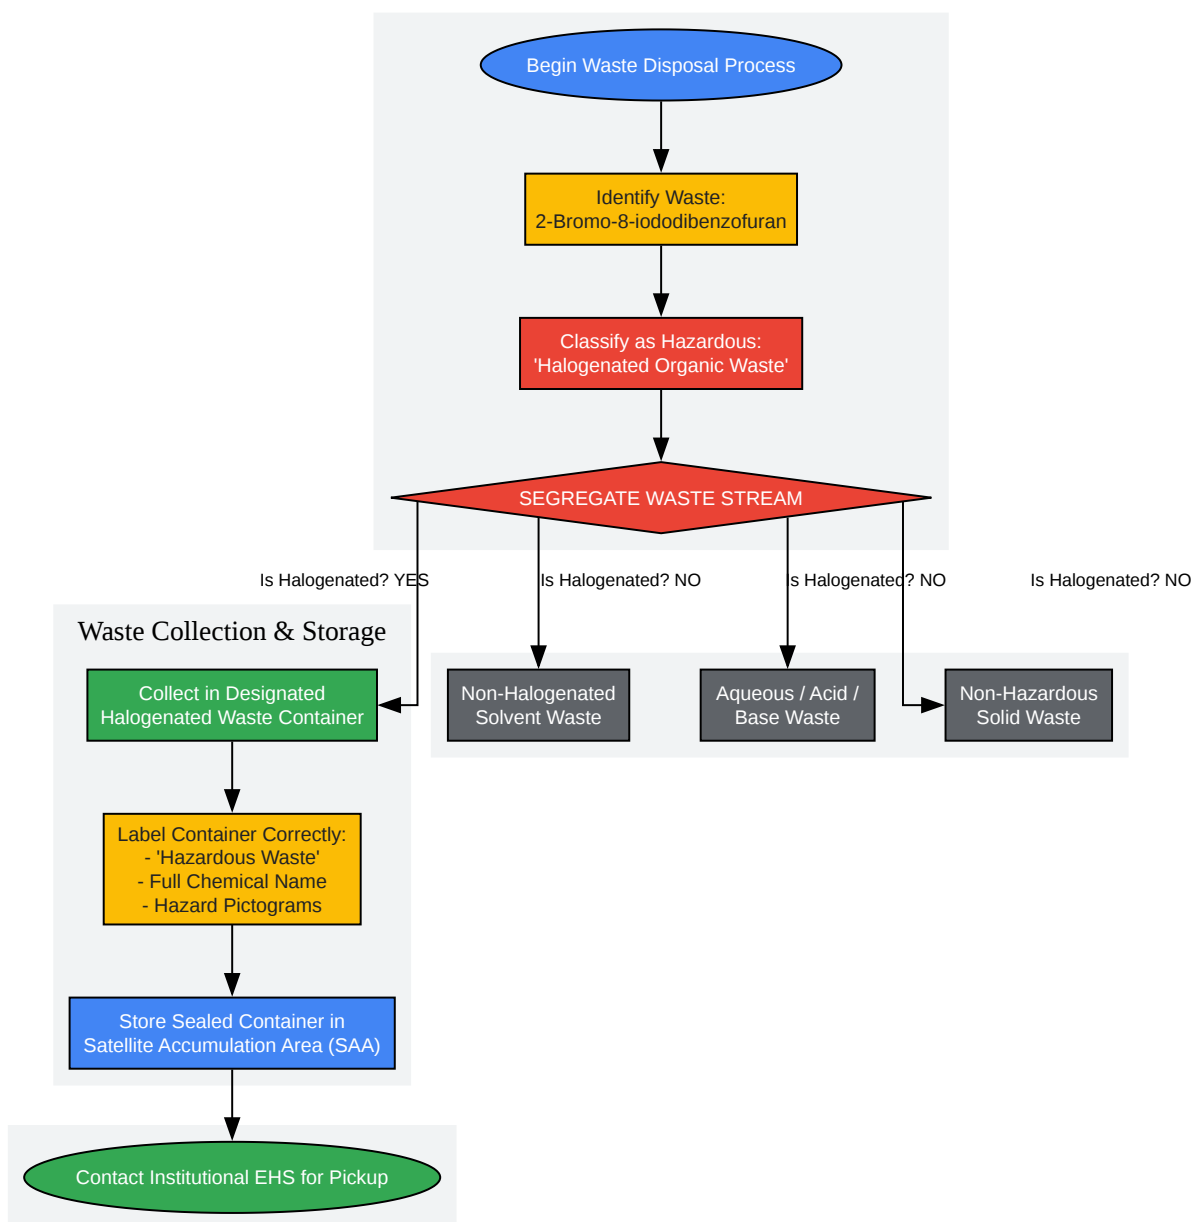 Begin Waste Disposal Process
Identify Waste:
2-Bromo-8-iododibenzofuran
Classify as Hazardous:
'Halogenated Organic Waste'
SEGREGATE WASTE STREAM
Is Halogenated? YES
Is Halogenated? NO
Is Halogenated? NO
Is Halogenated? NO
Waste Collection & Storage
Collect in Designated
Halogenated Waste Container
Non-Halogenated
Solvent Waste
Aqueous / Acid /
Base Waste
Non-Hazardous
Solid Waste
Label Container Correctly:
- 'Hazardous Waste'
- Full Chemical Name
- Hazard Pictograms
Store Sealed Container in
Satellite Accumulation Area (SAA)
Contact Institutional EHS for Pickup